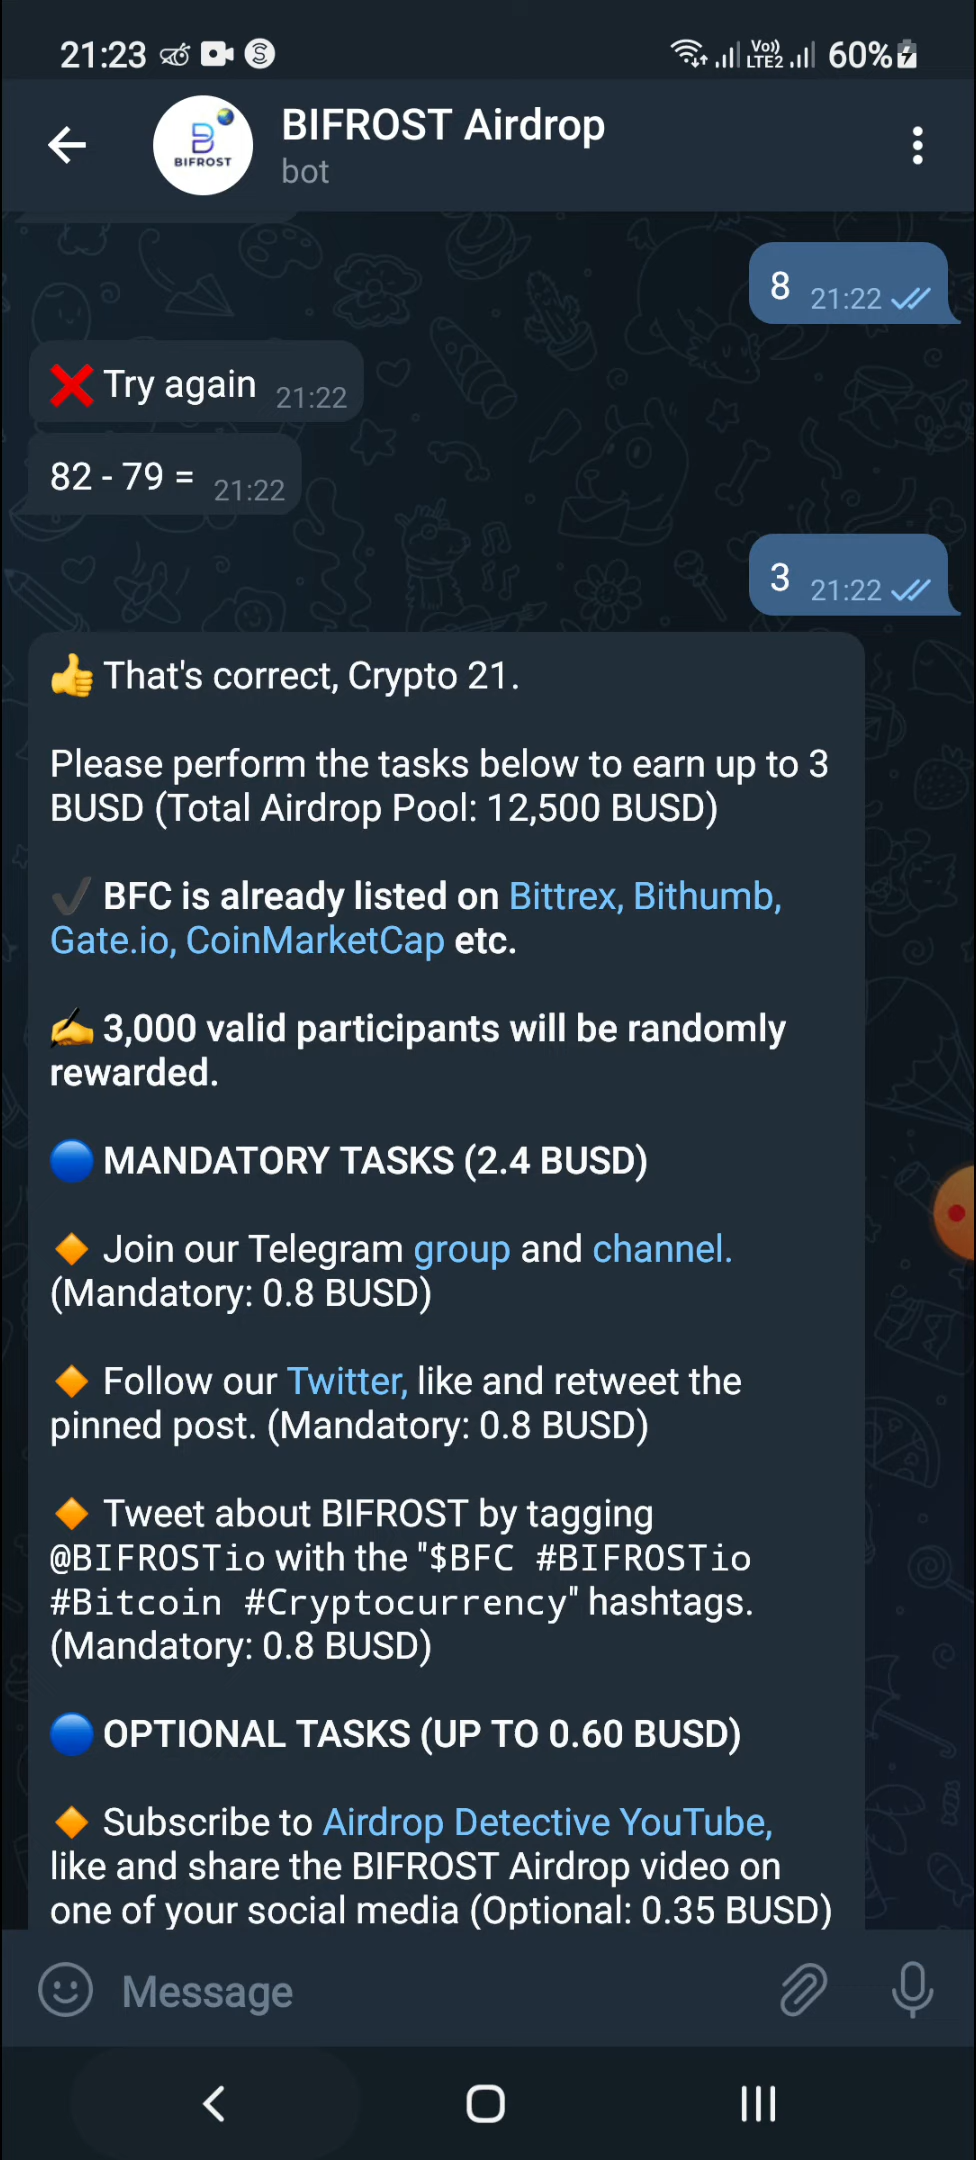 21:23
Vo)) LTE2
60%
BIFROST
BIFROST Airdrop
bot
8 21:22
❌ Try again 21:22
82 - 79 = 21:22
3 21:22
👍 That's correct, Crypto 21.
Please perform the tasks below to earn up to 3
BUSD (Total Airdrop Pool: 12,500 BUSD)
✔️ BFC is already listed on Bittrex, Bithumb,
Gate.io, CoinMarketCap etc.
✍️ 3,000 valid participants will be randomly
rewarded.
🔵 MANDATORY TASKS (2.4 BUSD)
🔸 Join our Telegram group and channel.
(Mandatory: 0.8 BUSD)
🔸 Follow our Twitter, like and retweet the
pinned post. (Mandatory: 0.8 BUSD)
🔸 Tweet about BIFROST by tagging
@BIFROSTio with the "$BFC #BIFROSTio
#Bitcoin #Cryptocurrency" hashtags.
(Mandatory: 0.8 BUSD)
🔵 OPTIONAL TASKS (UP TO 0.60 BUSD)
🔸 Subscribe to Airdrop Detective YouTube,
like and share the BIFROST Airdrop video on
one of your social media (Optional: 0.35 BUSD)
Message